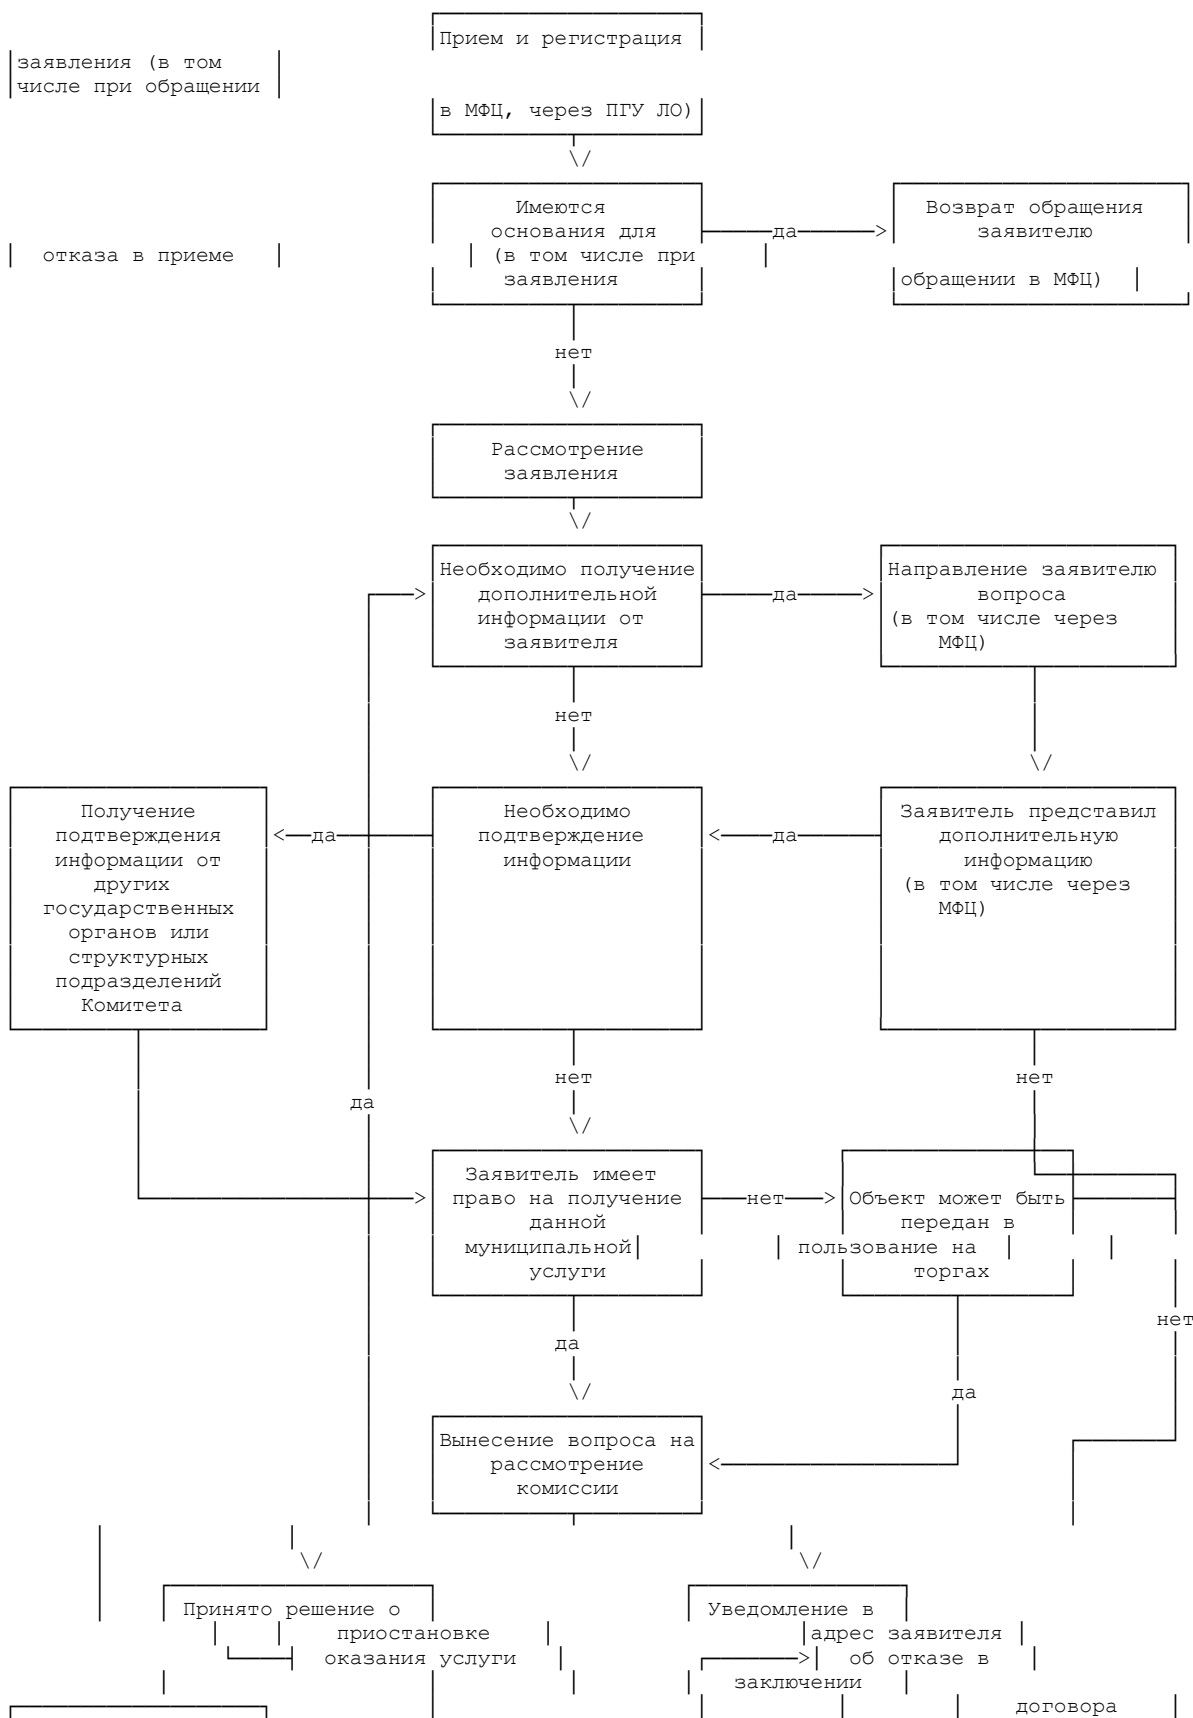 Прием и регистрация
заявления (в том
числе при обращении
в МФЦ, через ПГУ ЛО)
Имеются
основания для
отказа в приеме
заявления
да
Возврат обращения
заявителю
(в том числе при
обращении в МФЦ)
нет
Рассмотрение
заявления
Необходимо получение
дополнительной
информации от
заявителя
да
Направление заявителю
вопроса
(в том числе через
МФЦ)
нет
Получение
подтверждения
информации от
других
государственных
органов или
структурных
подразделений
Комитета
да
Необходимо
подтверждение
информации
да
Заявитель представил
дополнительную
информацию
(в том числе через
МФЦ)
нет
нет
да
Заявитель имеет
право на получение
данной
муниципальной
услуги
нет
Объект может быть
передан в
пользование на
торгах
нет
да
да
Вынесение вопроса на
рассмотрение
комиссии
Принято решение о
приостановке
оказания услуги
Уведомление в
адрес заявителя
об отказе в
заключении
договора